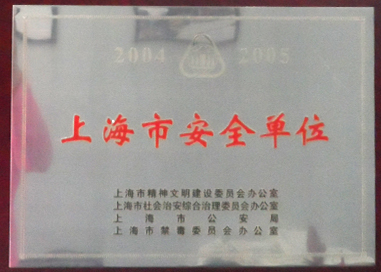 2004 2005
上海市安全单位
上海市精神文明建设委员会办公室
上海市社会治安综合治理委员会办公室
上海市公安局
上海市禁毒委员会办公室